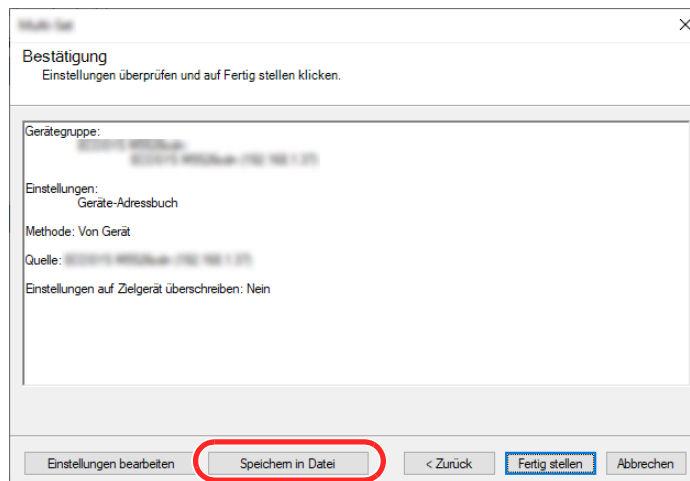 Bestätigung
Einstellungen überprüfen und auf Fertig stellen klicken.
Gerätegruppe:
Einstellungen:
Geräte-Adressbuch
Methode: Von Gerät
Quelle:
Einstellungen auf Zielgerät überschreiben: Nein
Einstellungen bearbeiten
Speichern in Datei
< Zurück
Fertig stellen
Abbrechen